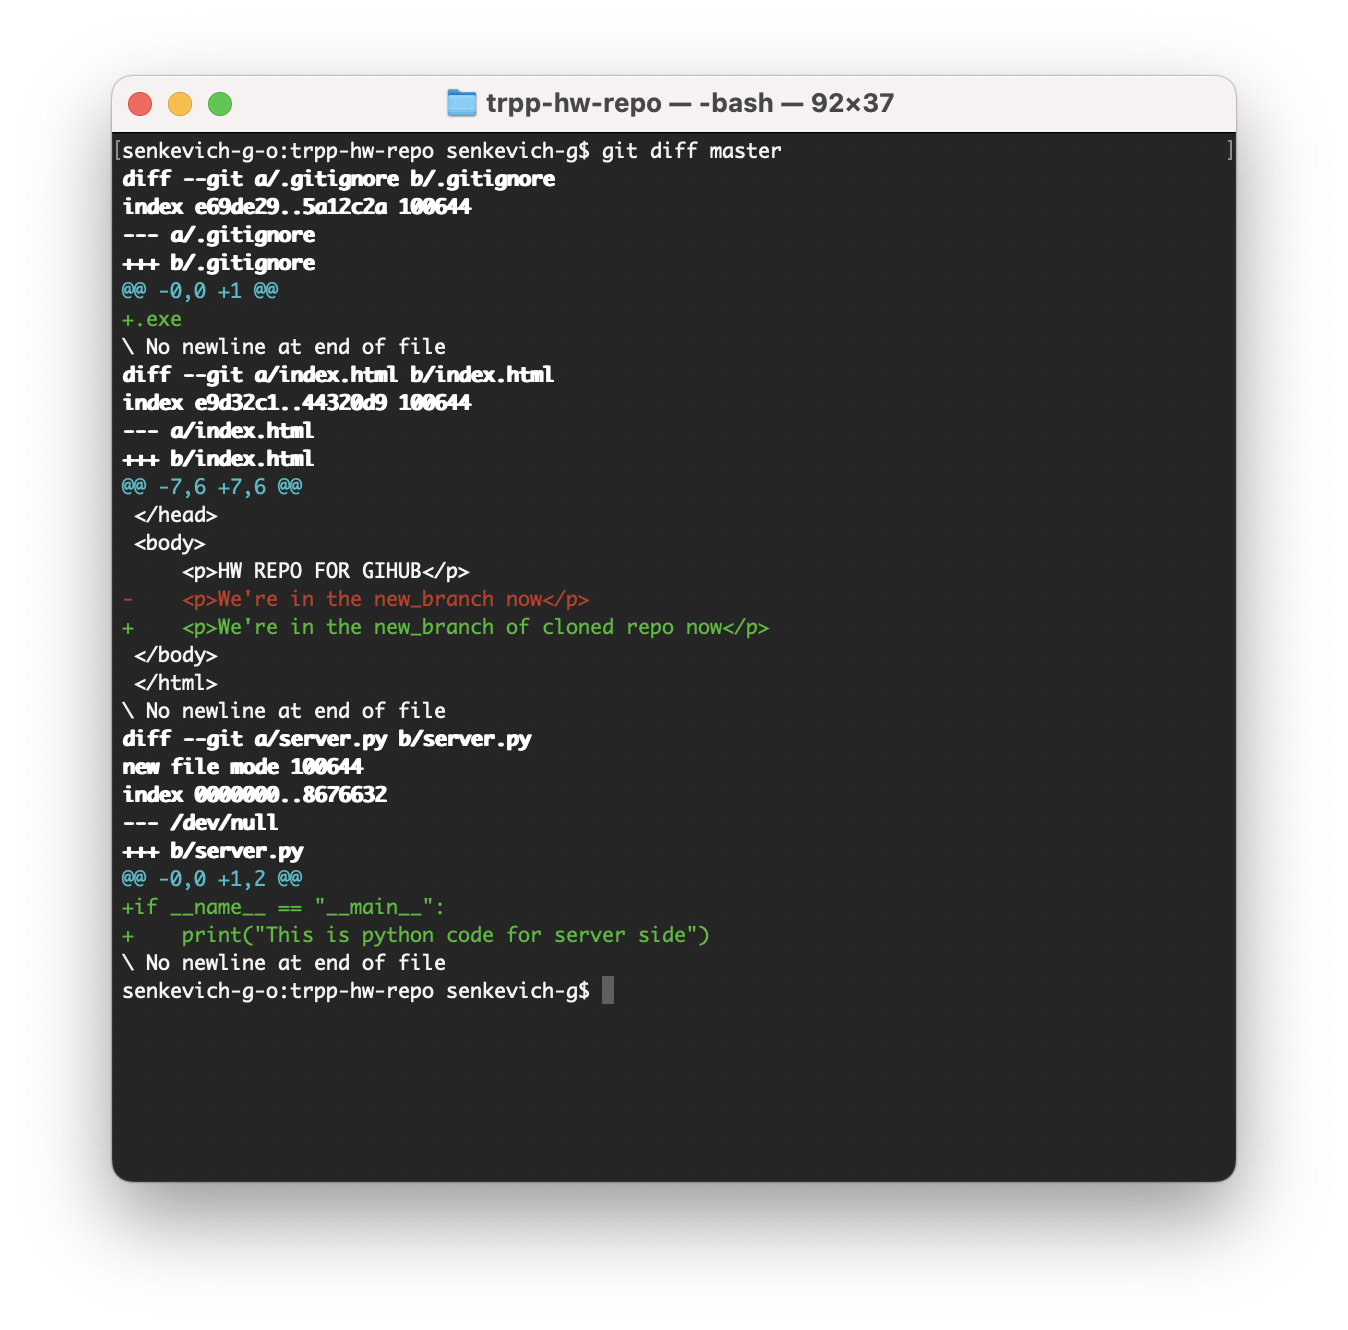 trpp-hw-repo — -bash — 92×37
[senkevich-g-o:trpp-hw-repo senkevich-g$ git diff master ]
diff --git a/.gitignore b/.gitignore
index e69de29..5a12c2a 100644
--- a/.gitignore
+++ b/.gitignore
@@ -0,0 +1 @@
+.exe
\ No newline at end of file
diff --git a/index.html b/index.html
index e9d32c1..44320d9 100644
--- a/index.html
+++ b/index.html
@@ -7,6 +7,6 @@
 </head>
 <body>
     <p>HW REPO FOR GIHUB</p>
-    <p>We're in the new_branch now</p>
+    <p>We're in the new_branch of cloned repo now</p>
 </body>
 </html>
\ No newline at end of file
diff --git a/server.py b/server.py
new file mode 100644
index 0000000..8676632
--- /dev/null
+++ b/server.py
@@ -0,0 +1,2 @@
+if __name__ == "__main__":
+    print("This is python code for server side")
\ No newline at end of file
senkevich-g-o:trpp-hw-repo senkevich-g$